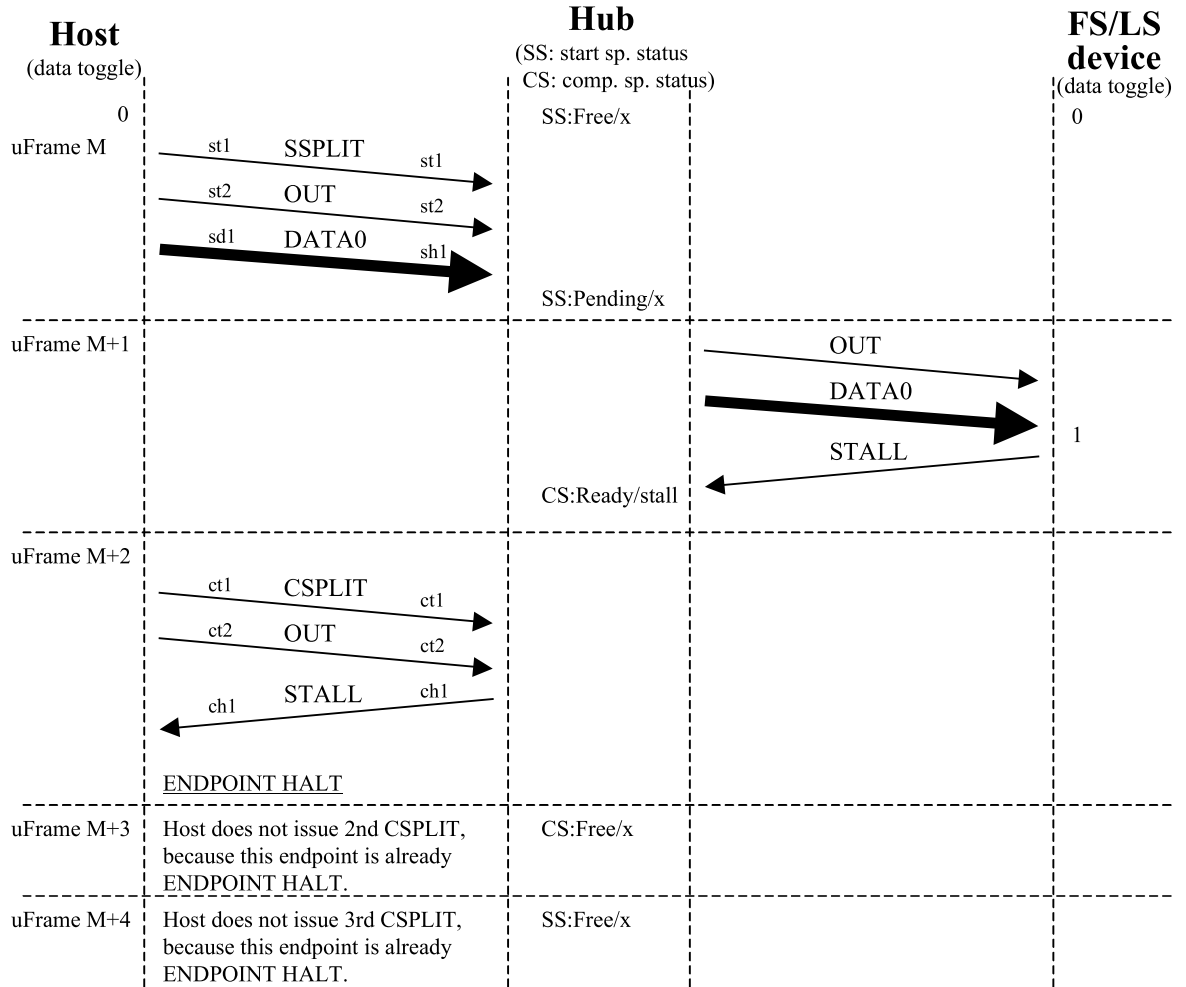 Host
(data toggle)
Hub
(SS: start sp. status
CS: comp. sp. status)
FS/LS
device
(data toggle)
0
SS:Free/x
0
uFrame M
st1 SSPLIT st1
st2 OUT st2
sd1 DATA0 sh1
SS:Pending/x
uFrame M+1
OUT
DATA0
1
STALL
CS:Ready/stall
uFrame M+2
ct1 CSPLIT ct1
ct2 OUT ct2
STALL ch1
ch1
ENDPOINT HALT
uFrame M+3
Host does not issue 2nd CSPLIT,
because this endpoint is already
ENDPOINT HALT.
CS:Free/x
uFrame M+4
Host does not issue 3rd CSPLIT,
because this endpoint is already
ENDPOINT HALT.
SS:Free/x